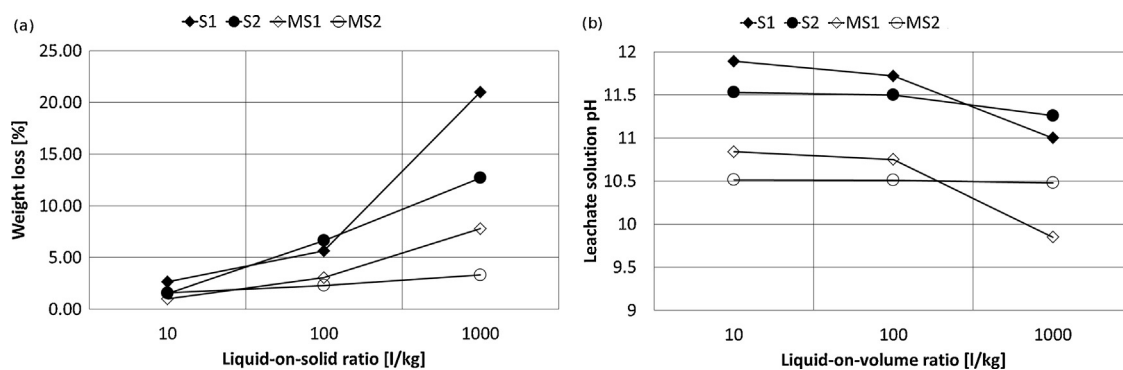 (a)
S1 S2 MS1 MS2
25.00
20.00
15.00
10.00
5.00
0.00
Weight loss [%]
10 100 1000
Liquid-on-solid ratio [l/kg]
(b)
S1 S2 MS1 MS2
12
11.5
11
10.5
10
9.5
9
Leachate solution pH
10 100 1000
Liquid-on-volume ratio [l/kg]